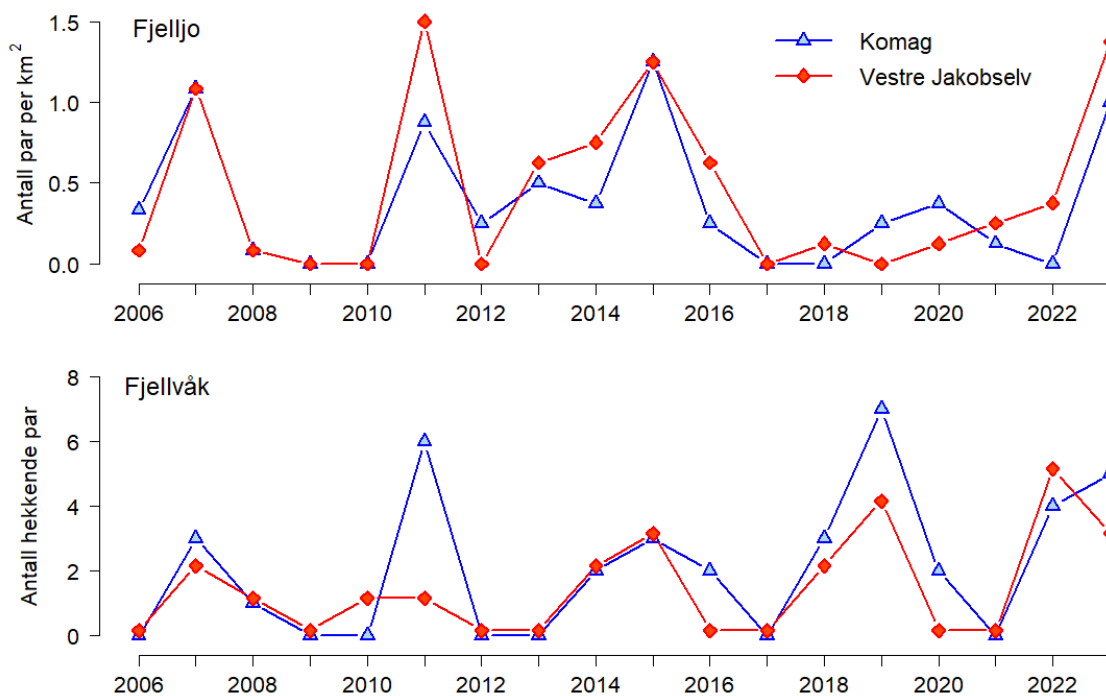 Fjelljo
Komag
Vestre Jakobselv
Antall par per km²
1.5
1.0
0.5
0.0
2006 2008 2010 2012 2014 2016 2018 2020 2022
Fjellvåk
Antall hekkende par
8
6
4
2
0
2006 2008 2010 2012 2014 2016 2018 2020 2022